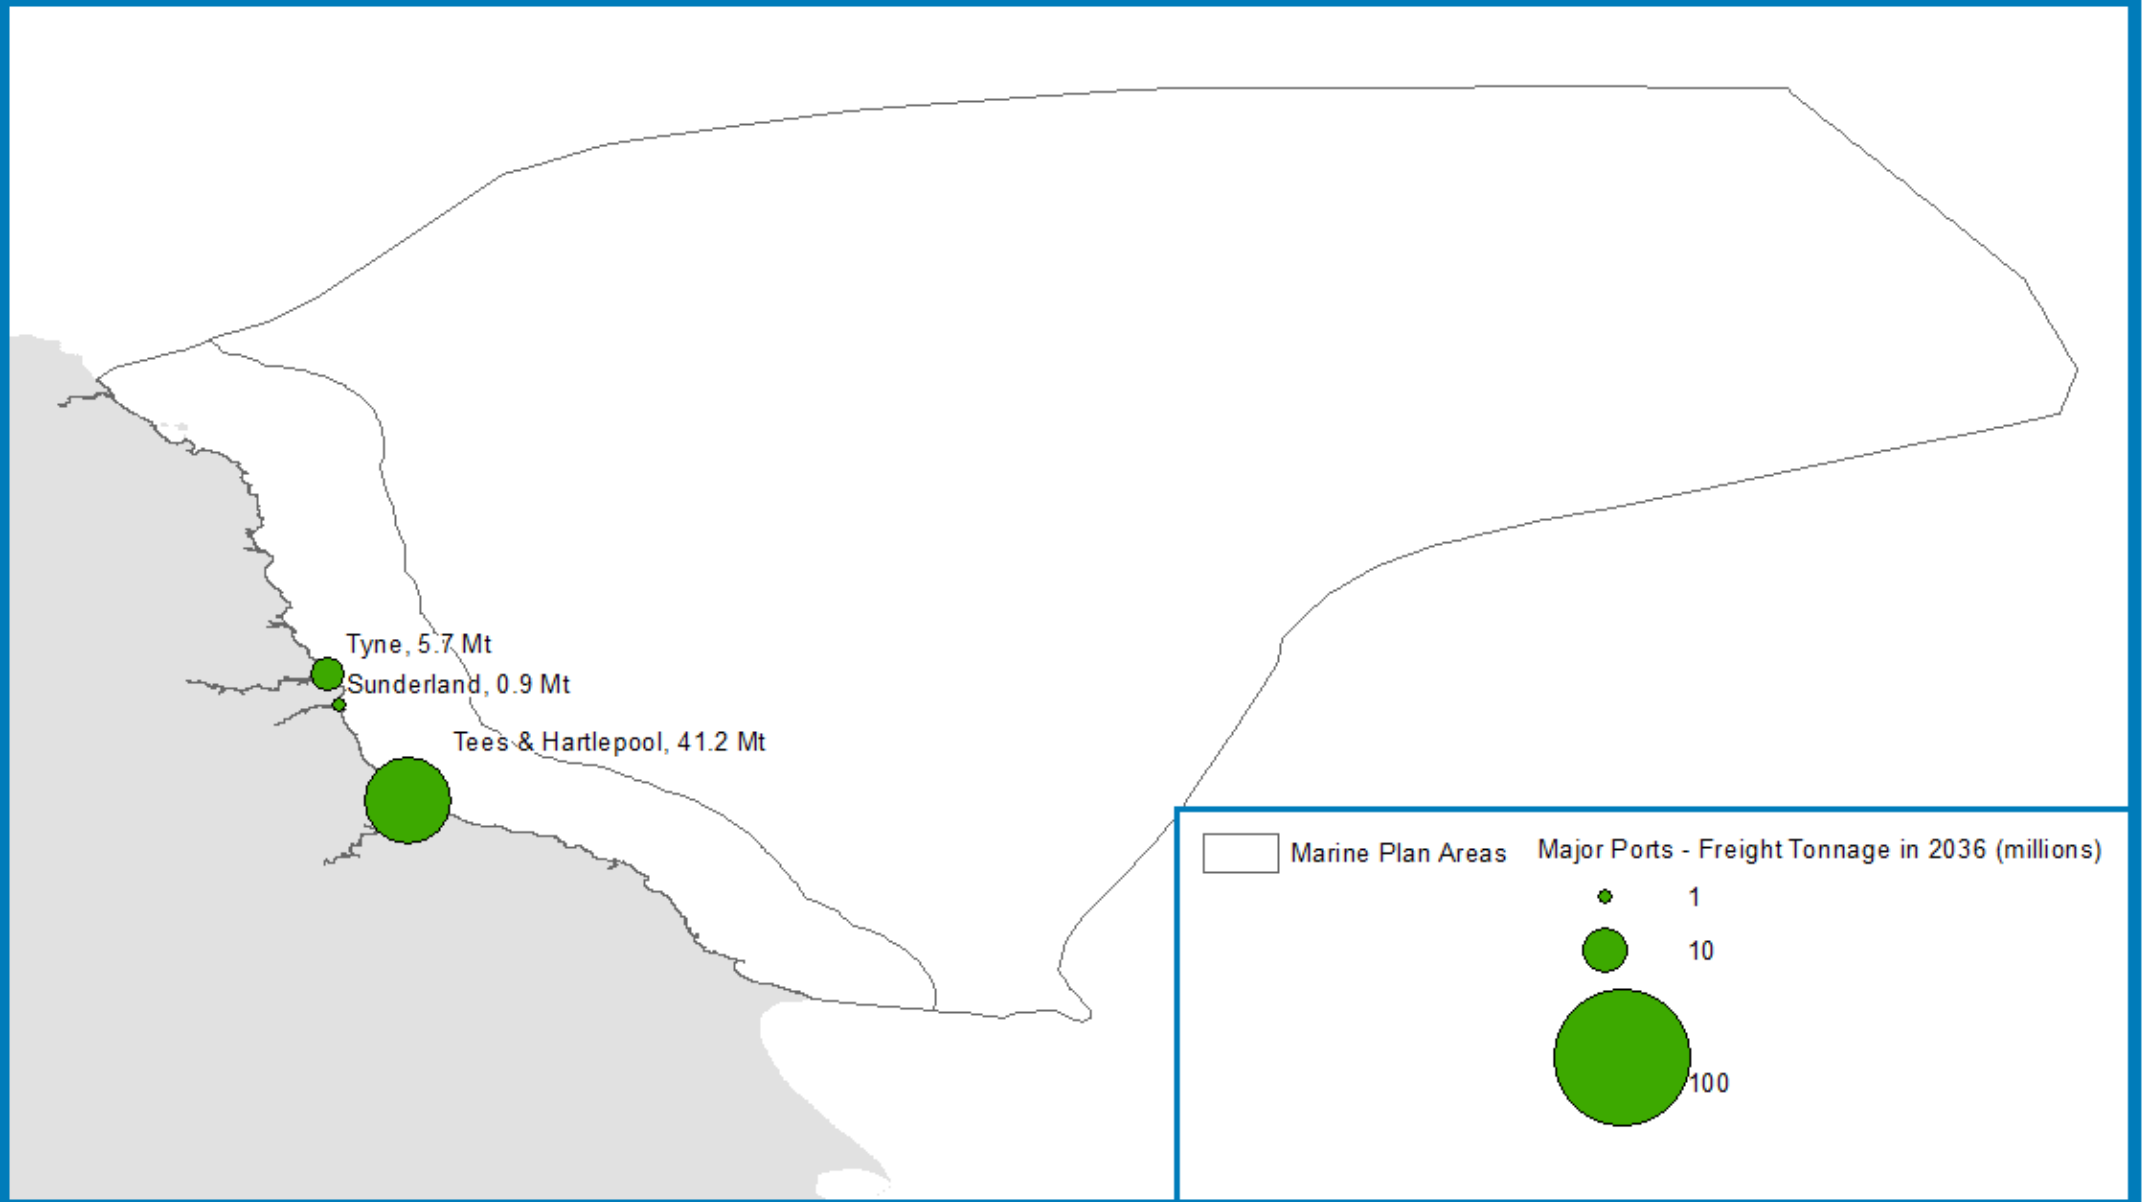 Tyne, 5.7 Mt
Sunderland, 0.9 Mt
Tees & Hartlepool, 41.2 Mt
Marine Plan Areas
Major Ports - Freight Tonnage in 2036 (millions)
1
10
100